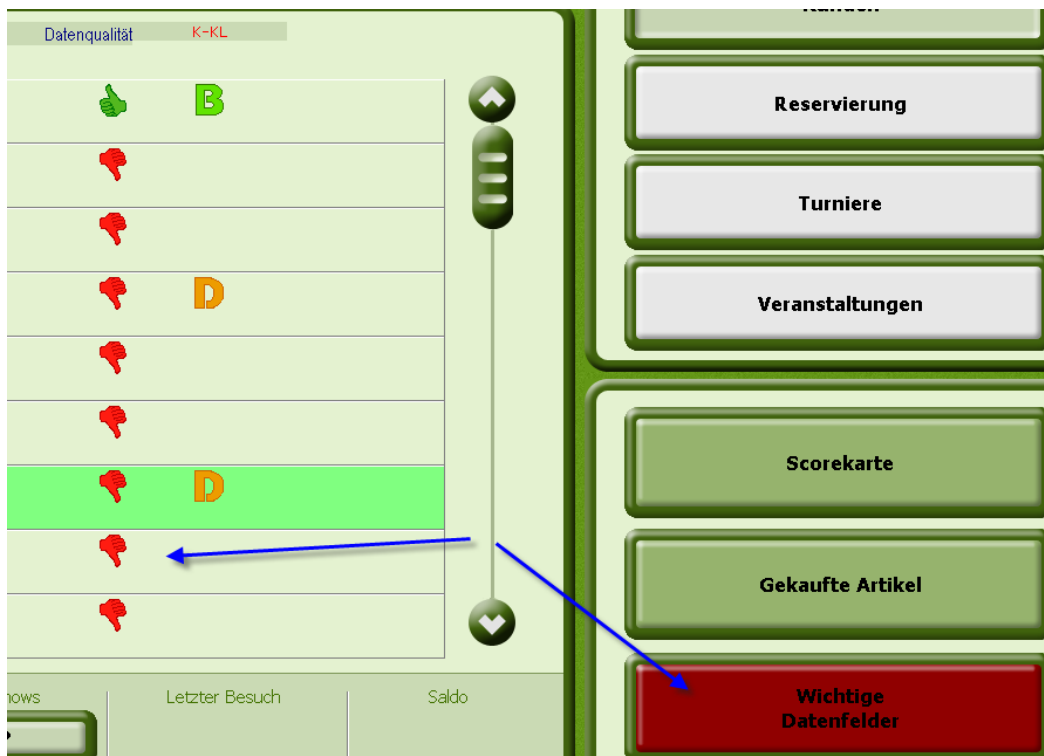 Datenqualität K-KL
B
D
D
Reservierung
Turniere
Veranstaltungen
Scorekarte
Gekaufte Artikel
Wichtige
Datenfelder
Letzter Besuch
Saldo